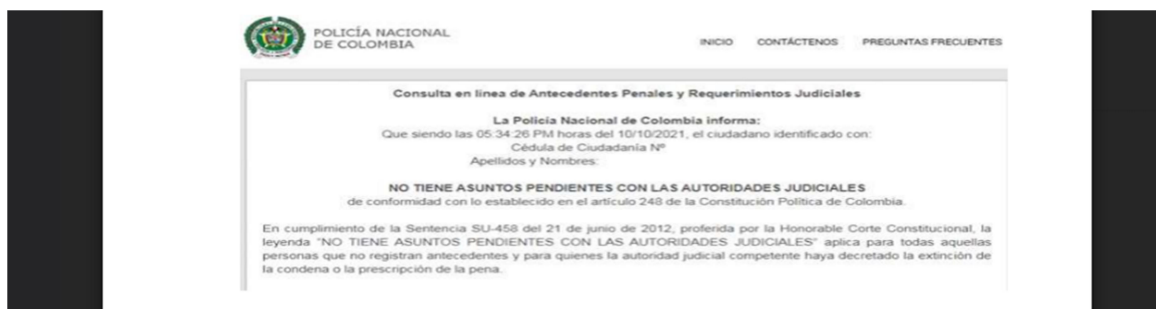 POLICÍA NACIONAL
DE COLOMBIA
INICIO CONTÁCTENOS PREGUNTAS FRECUENTES
Consulta en línea de Antecedentes Penales y Requerimientos Judiciales
La Policía Nacional de Colombia informa:
Que siendo las 05:34:26 PM horas del 10/10/2021, el ciudadano identificado con:
Cédula de Ciudadanía Nº
Apellidos y Nombres:
NO TIENE ASUNTOS PENDIENTES CON LAS AUTORIDADES JUDICIALES
de conformidad con lo establecido en el artículo 248 de la Constitución Política de Colombia.
En cumplimiento de la Sentencia SU-458 del 21 de junio de 2012, proferida por la Honorable Corte Constitucional, la
leyenda "NO TIENE ASUNTOS PENDIENTES CON LAS AUTORIDADES JUDICIALES" aplica para todas aquellas
personas que no registran antecedentes y para quienes la autoridad judicial competente haya decretado la extinción de
la condena o la prescripción de la pena.